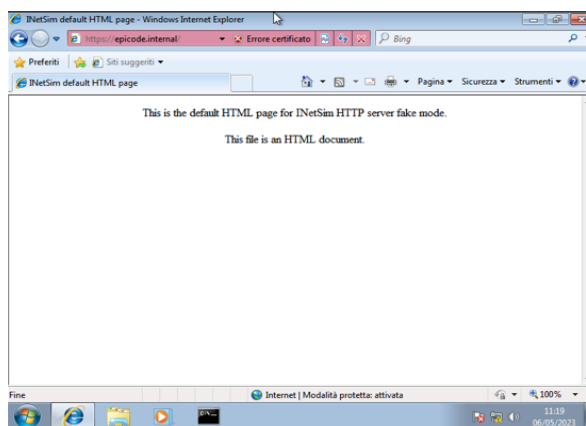 INetSim default HTML page - Windows Internet Explorer
https://epicode.internal/ Errore certificato Bing
Preferiti Siti suggeriti
INetSim default HTML page Pagina Sicurezza Strumenti
This is the default HTML page for INetSim HTTP server fake mode.
This file is an HTML document.
Fine Internet | Modalità protetta: attivata 100%
11:19
06/05/2023